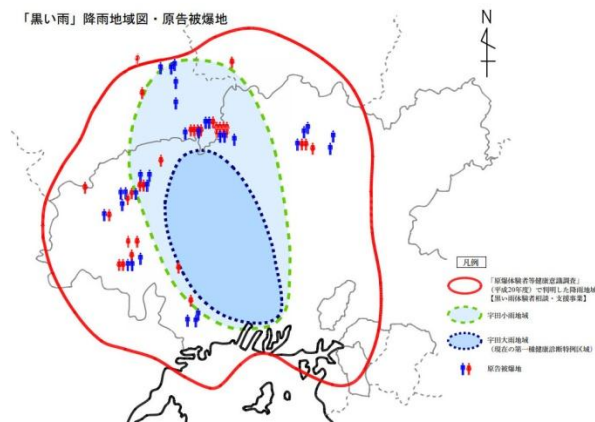 「黒い雨」降雨地域図・原告被爆地
N
凡例
「原爆体験者等健康意識調査」
(平成20年度)で判明した降雨地域
【黒い雨体験者相談・支援事業】
宇田小雨地域
宇田大雨地域
(現在の第一種健康診断特例区域)
原告被爆地